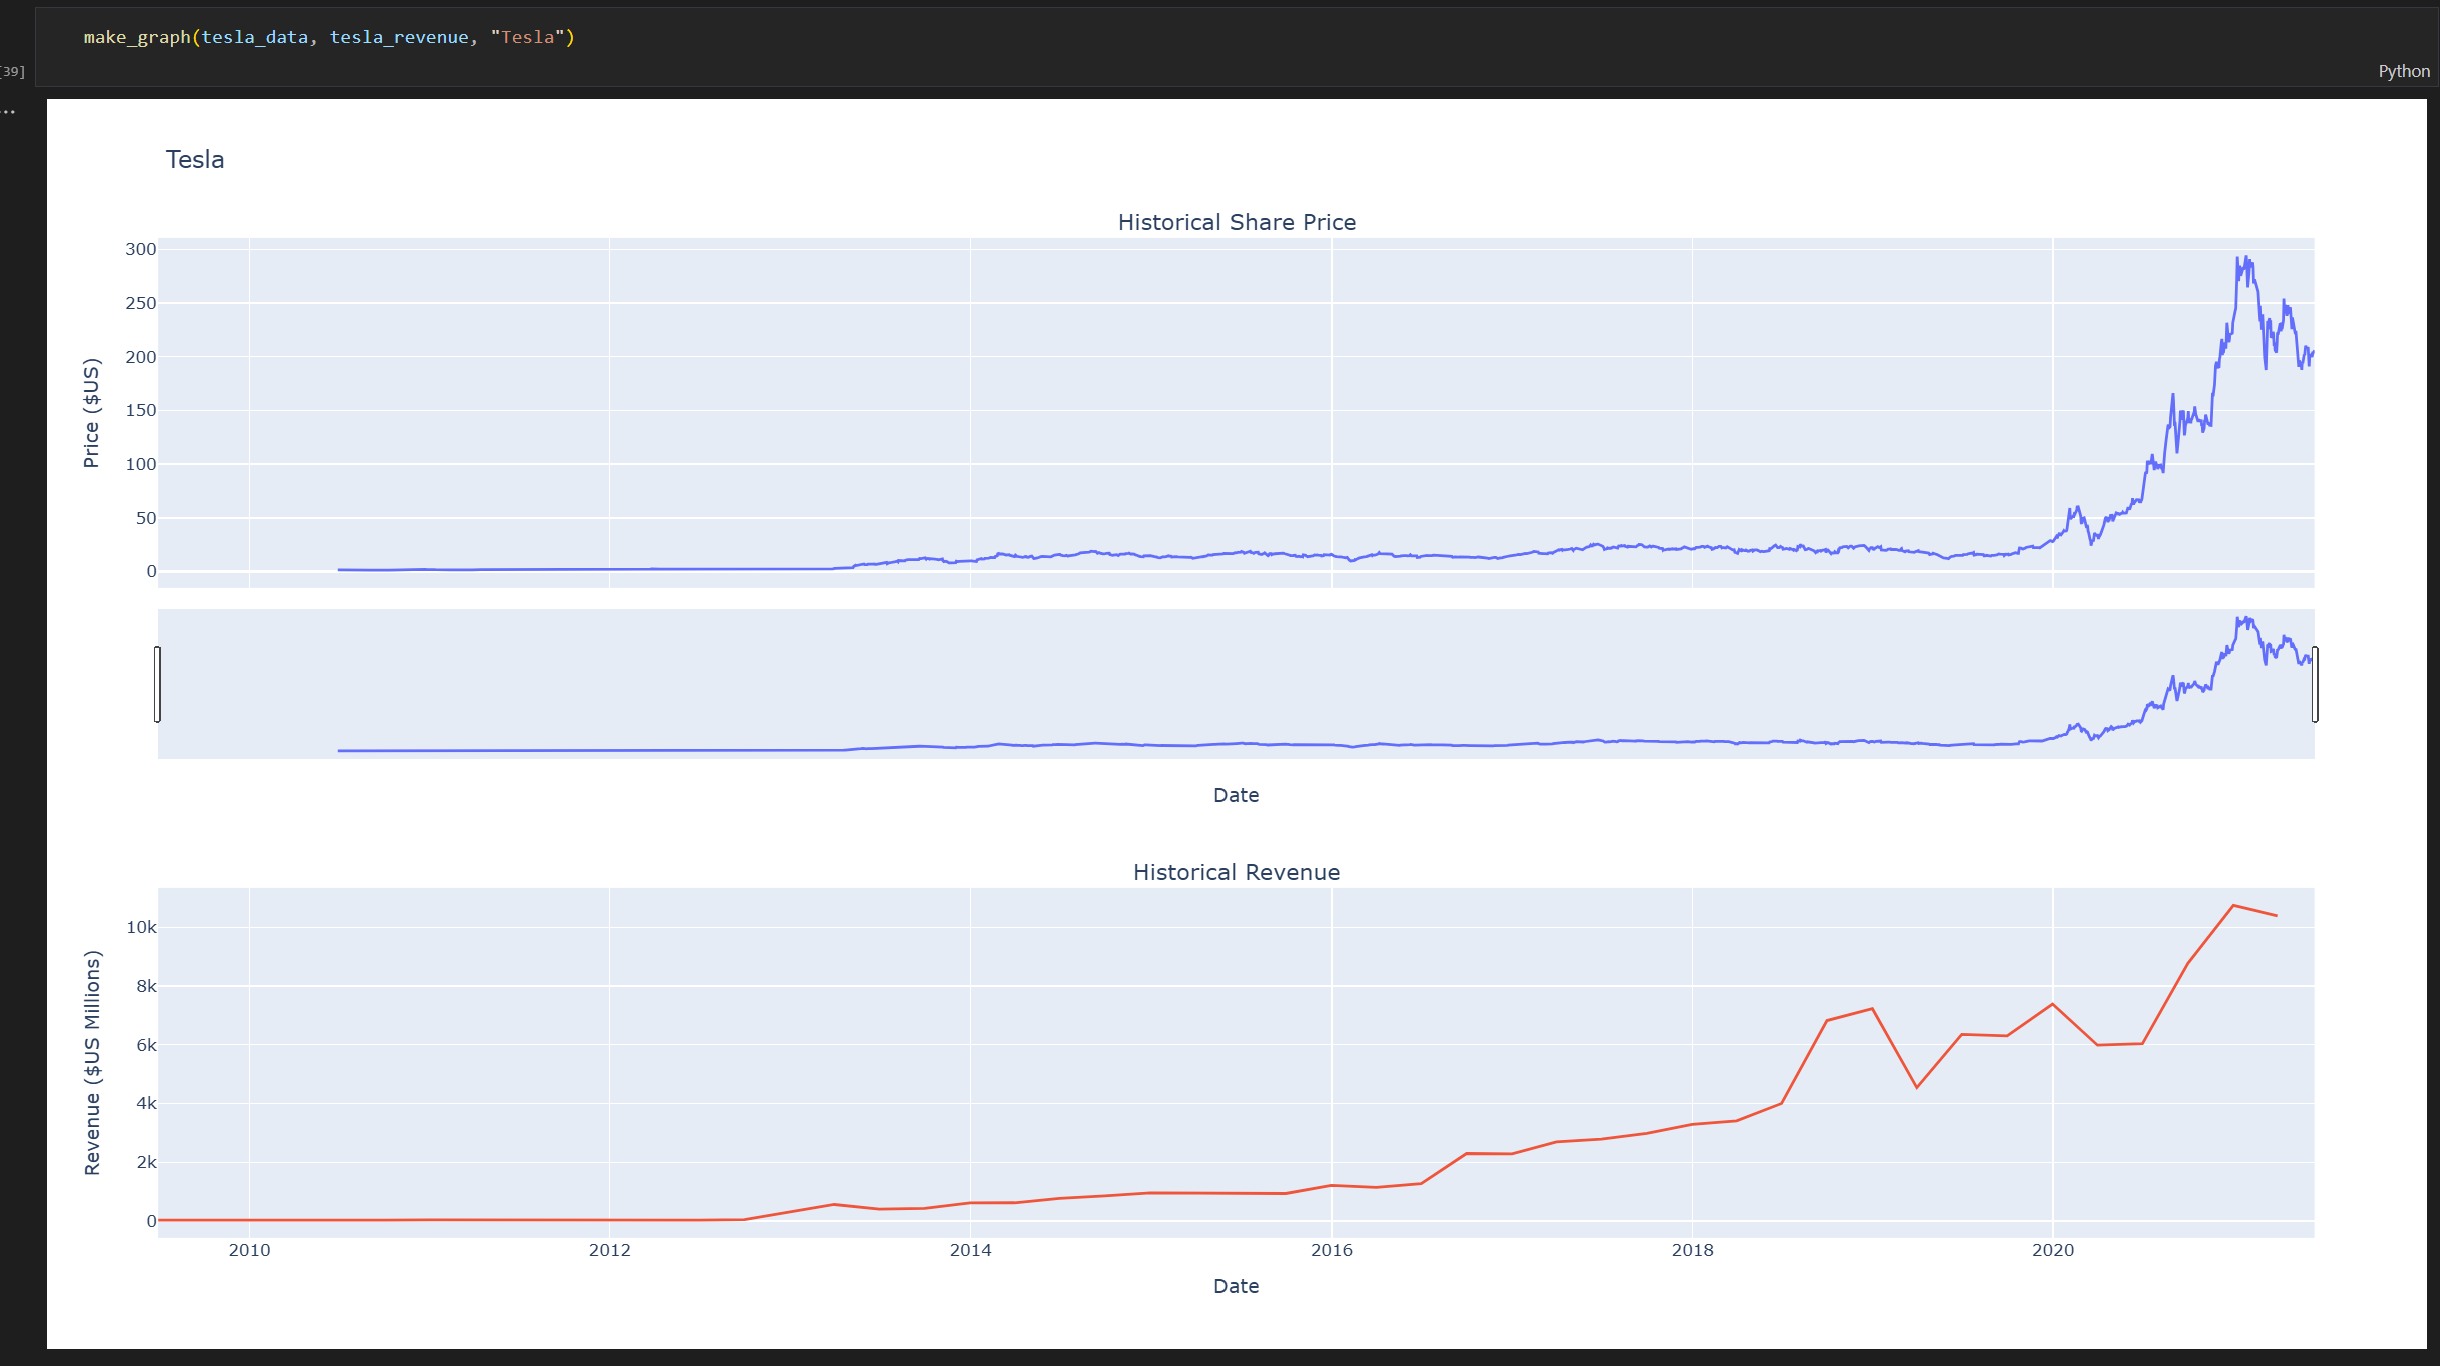 make_graph(tesla_data, tesla_revenue, "Tesla")
[39]
Python
...
Tesla
Historical Share Price
300
250
200
150
100
50
0
Price ($US)
Date
Historical Revenue
10k
8k
6k
4k
2k
0
Revenue ($US Millions)
2010 2012 2014 2016 2018 2020
Date